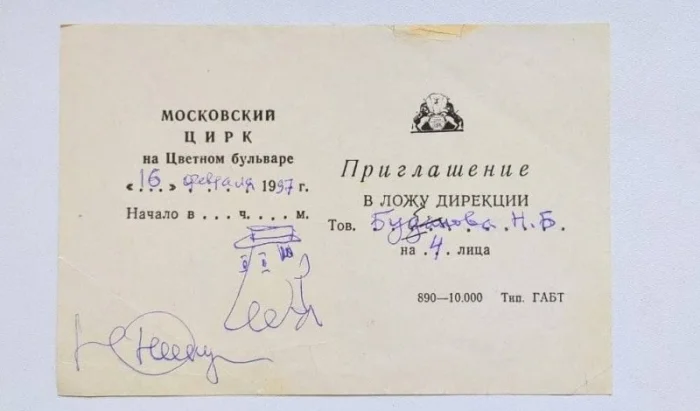 МОСКОВСКИЙ
ЦИРК
на Цветном бульваре
«16» февраля 1997 г.
Начало в . . . ч. . . . м.
Приглашение
В ЛОЖУ ДИРЕКЦИИ
Тов. Буданова Н. Б.
на .4. лица
890—10.000 Тип. ГАБТ